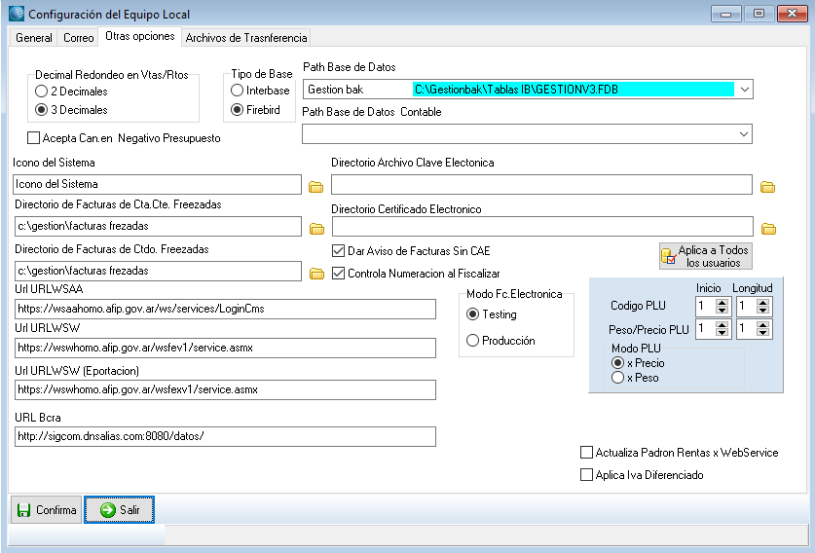 Configuración del Equipo Local
General Correo Otras opciones Archivos de Trasnferencia
Decimal Redondeo en Vtas/Rtos
2 Decimales
3 Decimales
Tipo de Base
Interbase
Firebird
Path Base de Datos
Gestion bak C:\Gestionbak\Tablas IB\GESTIONV3.FDB
Path Base de Datos Contable
Acepta Can.en Negativo Presupuesto
Icono del Sistema
Icono del Sistema
Directorio Archivo Clave Electonica
Directorio de Facturas de Cta.Cte. Freezadas
c:\gestion\facturas frezadas
Directorio Certificado Electronico
Directorio de Facturas de Ctdo. Freezadas
c:\gestion\facturas frezadas
Dar Aviso de Facturas Sin CAE
Controla Numeracion al Fiscalizar
Aplica a Todos
los usuarios
Url URLWSAA
https://wsaahomo.afip.gov.ar/ws/services/LoginCms
Url URLWSW
https://wswhomo.afip.gov.ar/wsfev1/service.asmx
Url URLWSW (Eportacion)
https://wswhomo.afip.gov.ar/wsfexv1/service.asmx
URL Bcra
http://sigcom.dnsalias.com:8080/datos/
Modo Fc.Electronica
Testing
Producción
Inicio Longitud
Codigo PLU 1 1
Peso/Precio PLU 1 1
Modo PLU
x Precio
x Peso
Actualiza Padron Rentas x WebService
Aplica Iva Diferenciado
Confirma Salir